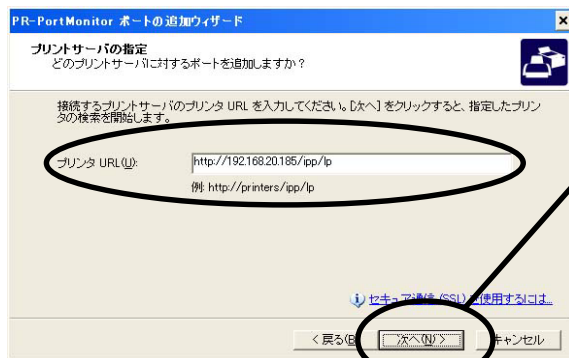 PR-PortMonitor ポートの追加ウィザード
プリントサーバの指定
どのプリントサーバに対するポートを追加しますか?
接続するプリントサーバのプリンタ URL を入力してください。[次へ] をクリックすると、指定したプリン
タの検索を開始します。
プリンタ URL(U):
http://192.168.20.185/ipp/lp
例: http://printers/ipp/lp
セキュア通信 (SSL) を使用するには...
< 戻る(B) 次へ(N) > キャンセル